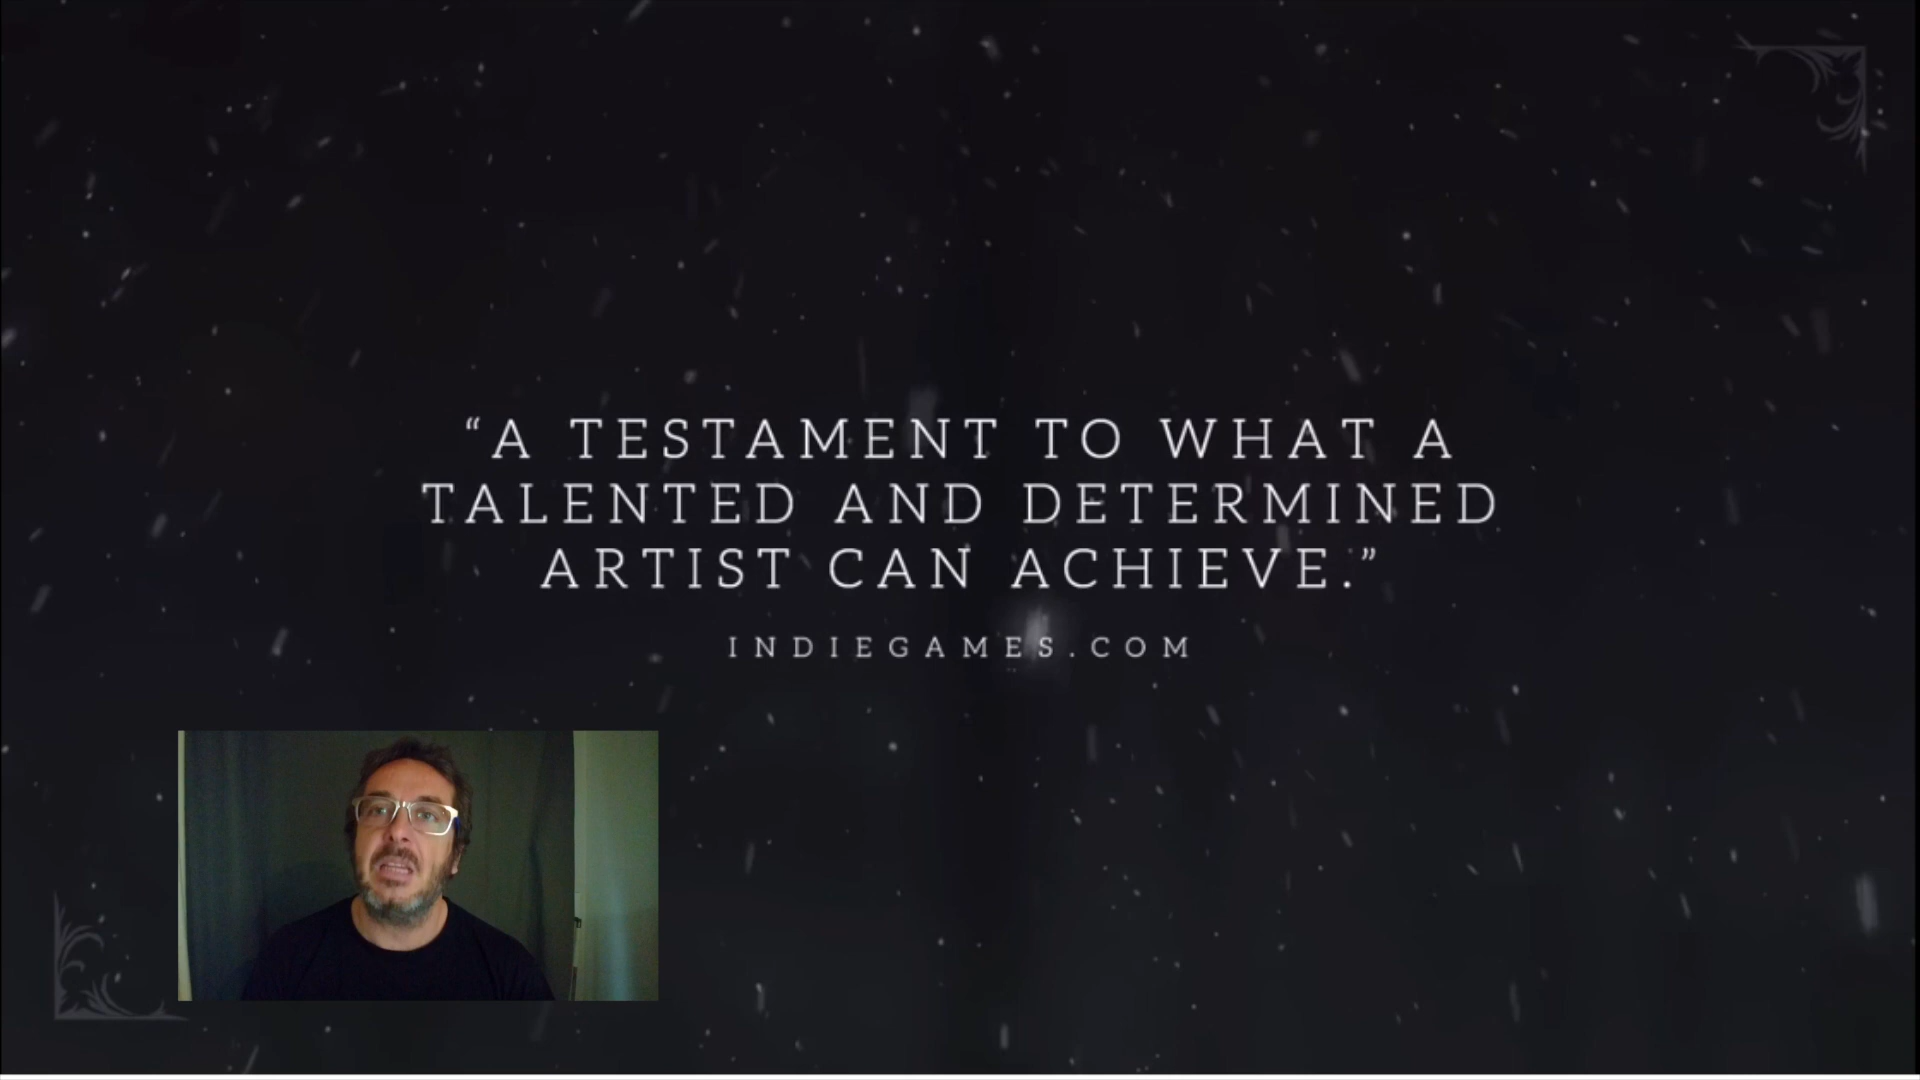 “A TESTAMENT TO WHAT A
TALENTED AND DETERMINED
ARTIST CAN ACHIEVE.”
INDIEGAMES.COM